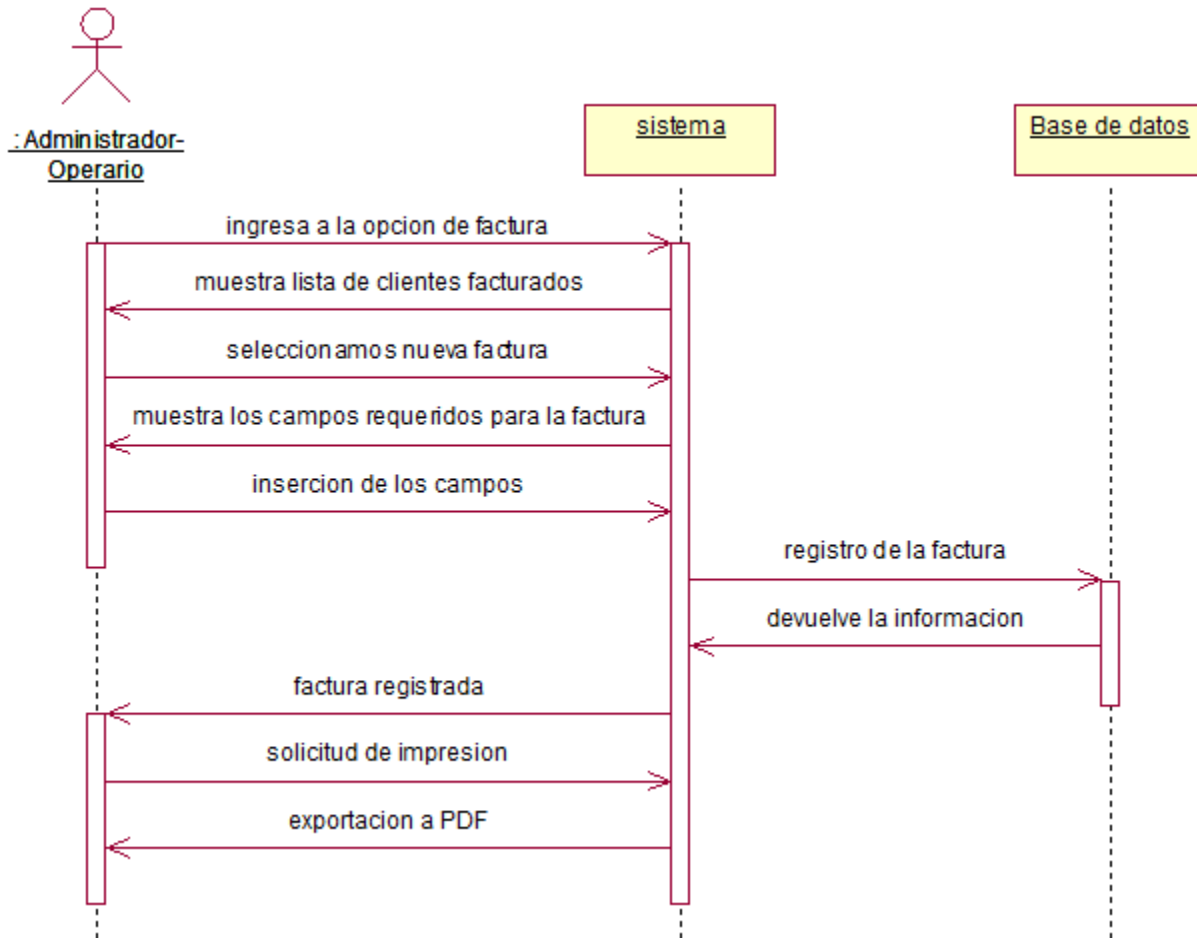 : Administrador-
Operario
sistema
Base de datos
ingresa a la opcion de factura
muestra lista de clientes facturados
seleccionamos nueva factura
muestra los campos requeridos para la factura
insercion de los campos
registro de la factura
devuelve la informacion
factura registrada
solicitud de impresion
exportacion a PDF